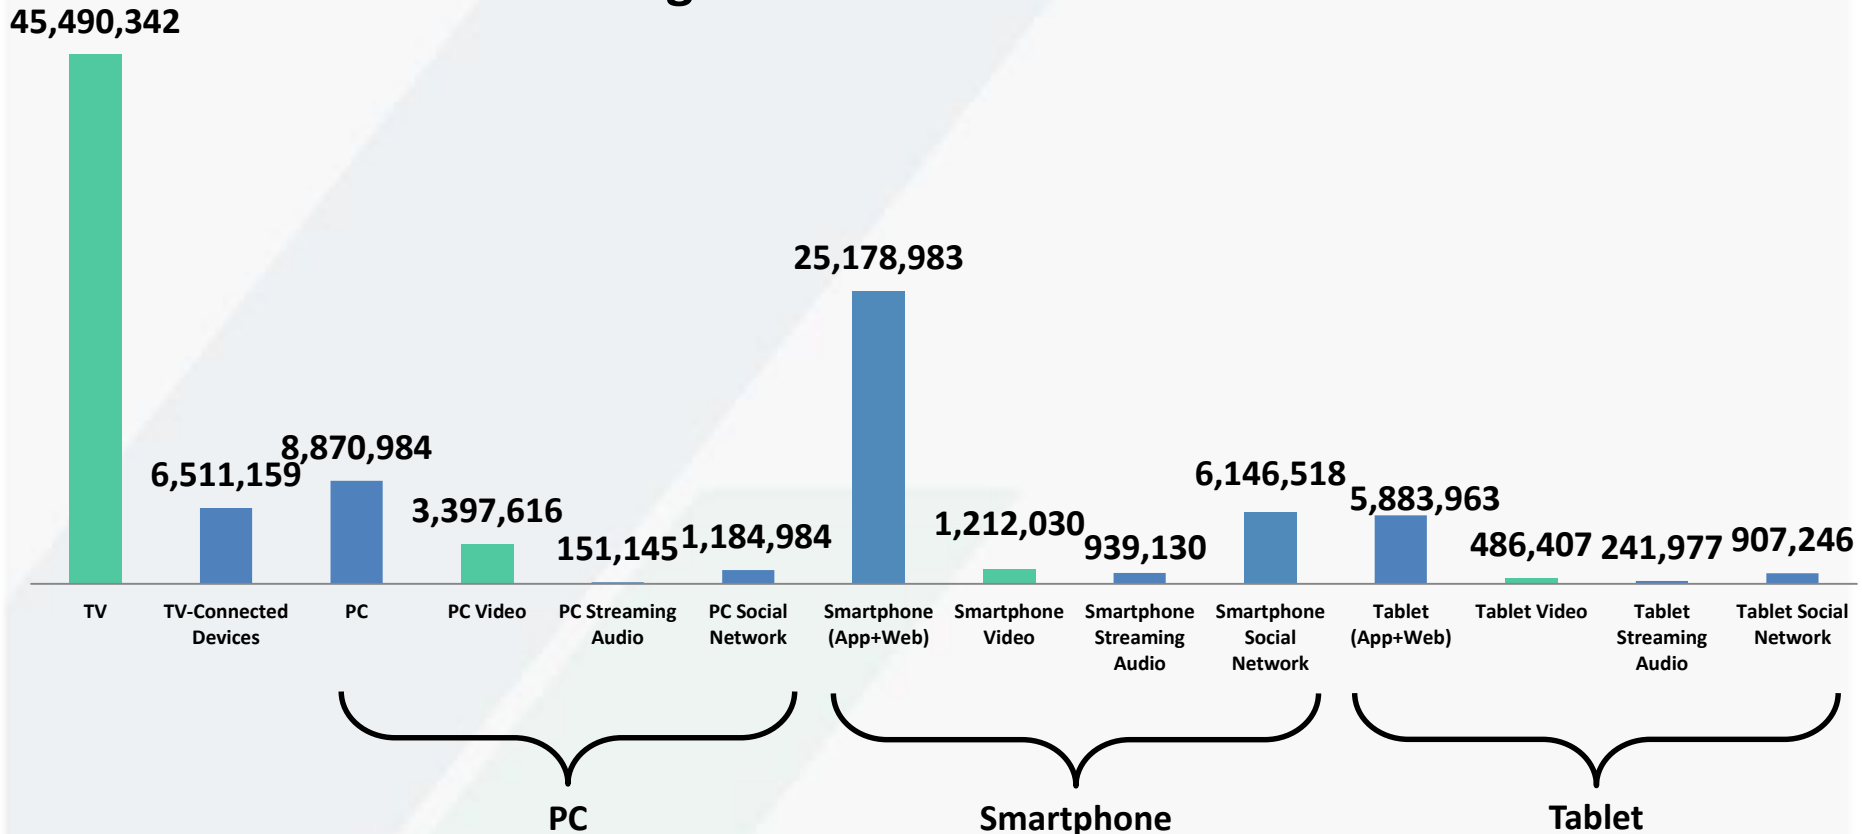 45,490,342
6,511,159
8,870,984
3,397,616
151,145
1,184,984
25,178,983
1,212,030
939,130
6,146,518
5,883,963
486,407
241,977
907,246
TV
TV-Connected
Devices
PC
PC Video
PC Streaming
Audio
PC Social
Network
Smartphone
(App+Web)
Smartphone
Video
Smartphone
Streaming
Audio
Smartphone
Social
Network
Tablet
(App+Web)
Tablet Video
Tablet
Streaming
Audio
Tablet Social
Network
PC
Smartphone
Tablet